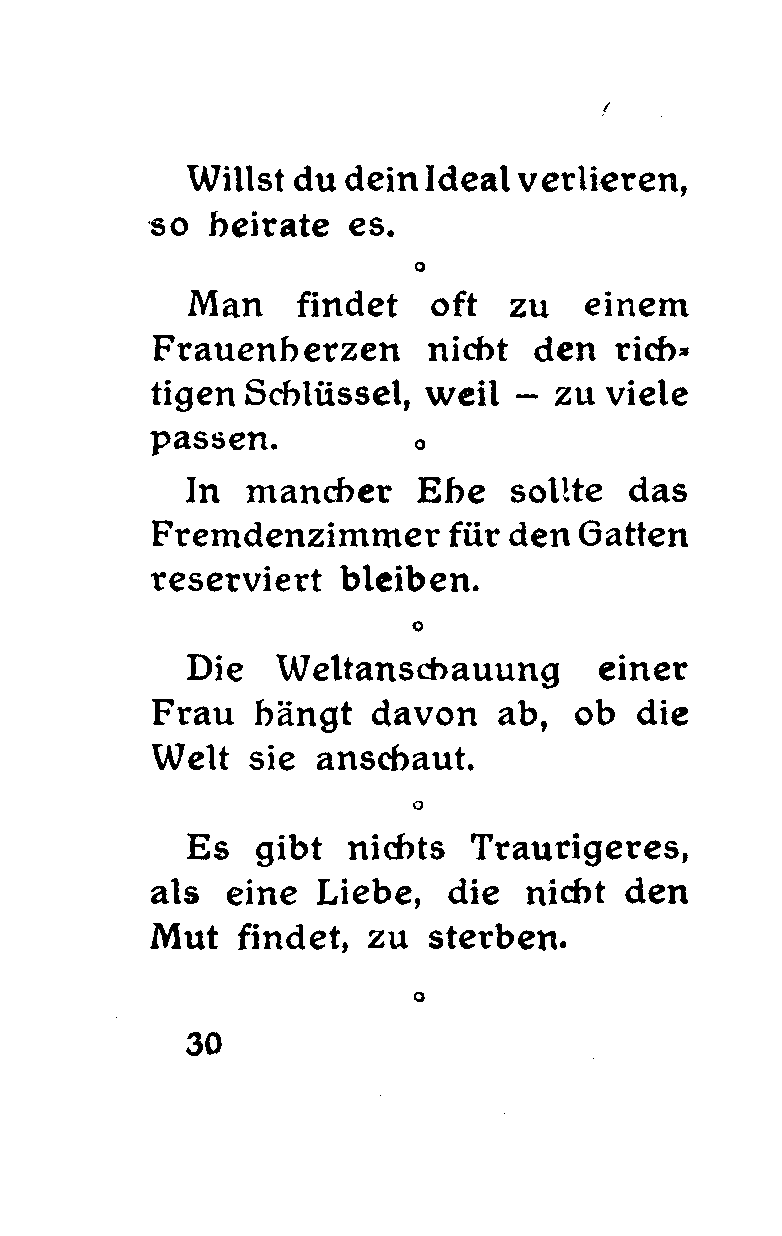 Willst du dein Ideal verlieren,
so heirate es.
o
Man findet oft zu einem
Frauenherzen nicht den rich-
tigen Schlüssel, weil – zu viele
passen.
o
In mancher Ehe sollte das
Fremdenzimmer für den Gatten
reserviert bleiben.
o
Die Weltanschauung einer
Frau hängt davon ab, ob die
Welt sie anschaut.
o
Es gibt nichts Traurigeres,
als eine Liebe, die nicht den
Mut findet, zu sterben.
o
30